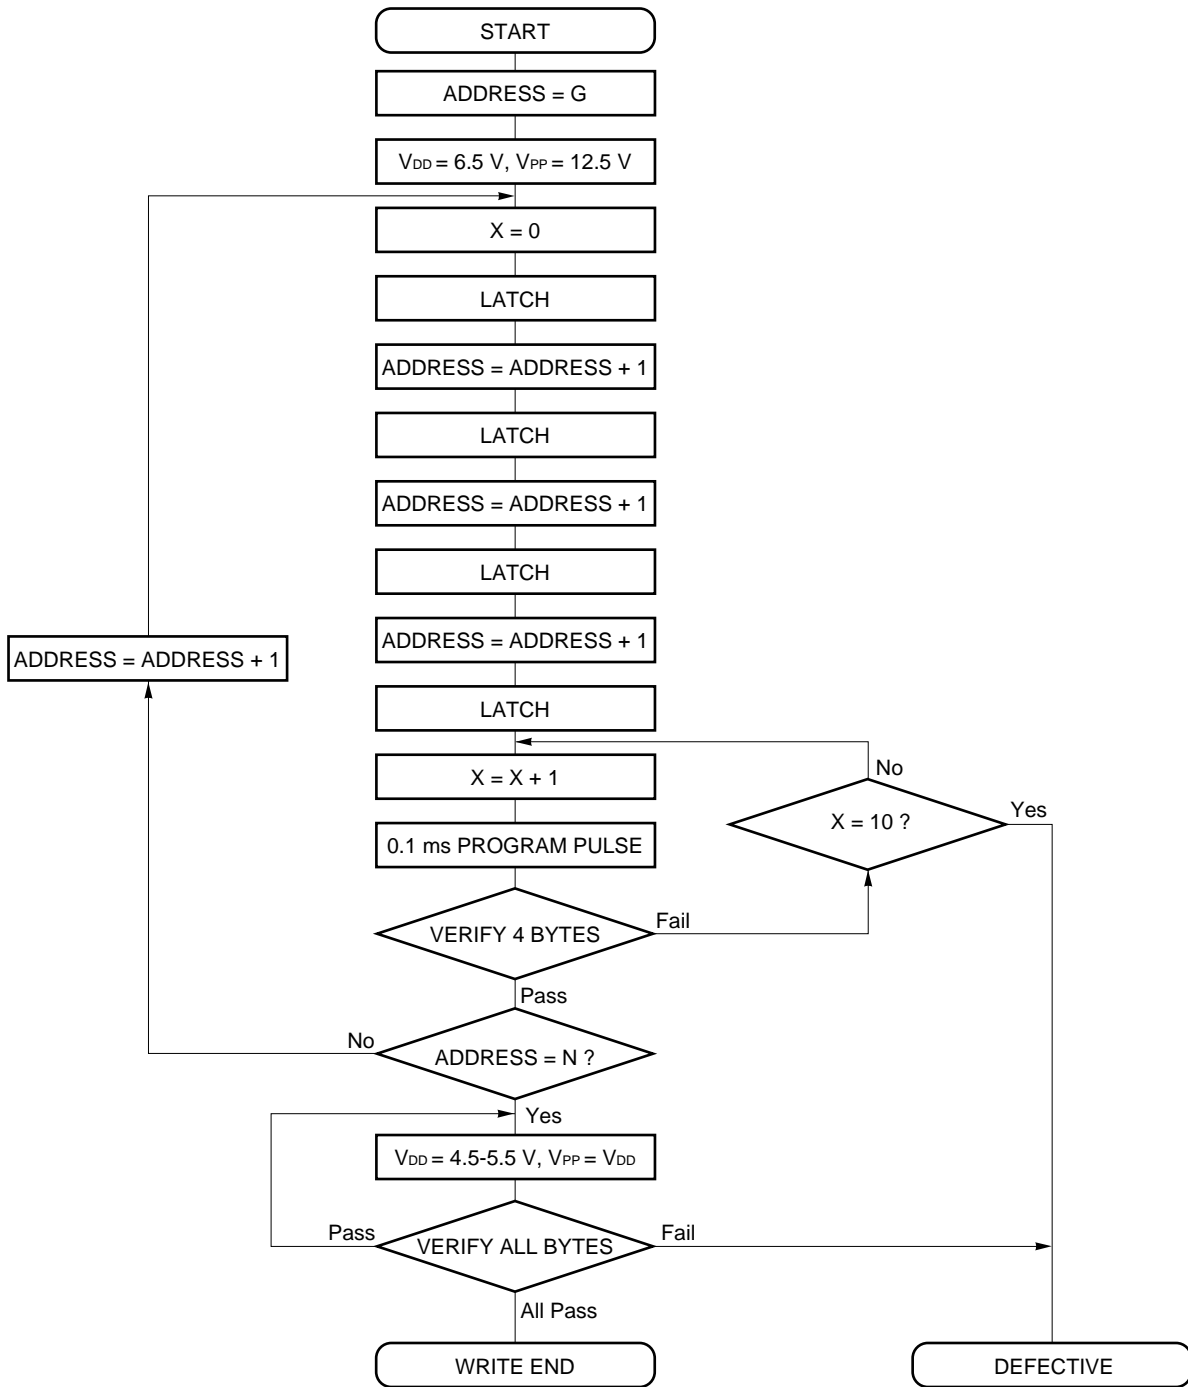 START
ADDRESS = G
VDD = 6.5 V, VPP = 12.5 V
X = 0
LATCH
ADDRESS = ADDRESS + 1
LATCH
ADDRESS = ADDRESS + 1
LATCH
ADDRESS = ADDRESS + 1
ADDRESS = ADDRESS + 1
LATCH
X = X + 1
No
X = 10 ?
Yes
0.1 ms PROGRAM PULSE
VERIFY 4 BYTES
Fail
Pass
No
ADDRESS = N ?
Yes
VDD = 4.5-5.5 V, VPP = VDD
Pass
VERIFY ALL BYTES
Fail
All Pass
WRITE END
DEFECTIVE